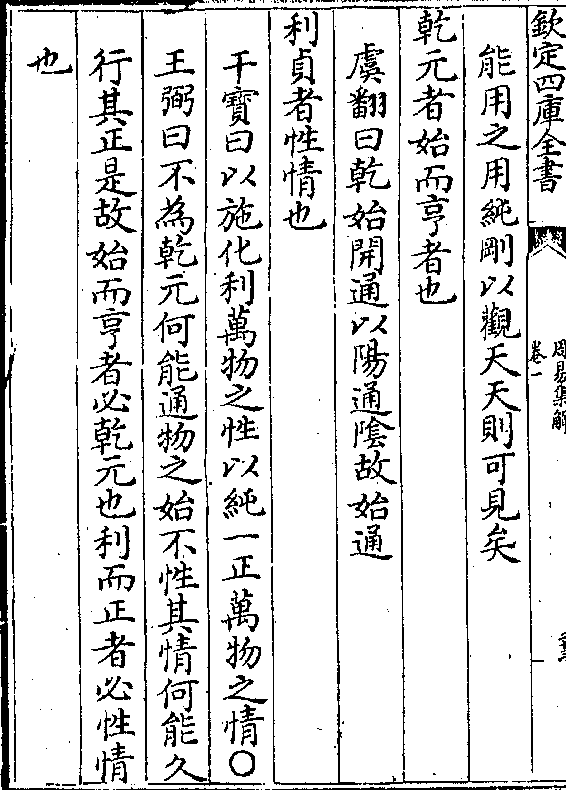 欽定四庫全書
周易集解
卷一
能用之用純剛以觀天天則可見矣
乾元者始而亨者也
虞翻曰乾始開通以陽通隂故始通
利貞者性情也
干寳曰以施化利萬物之性以純一正萬物之情○
王弼曰不為乾元何能通物之始不性其情何能久
行其正是故始而亨者必乾元也利而正者必性情
也